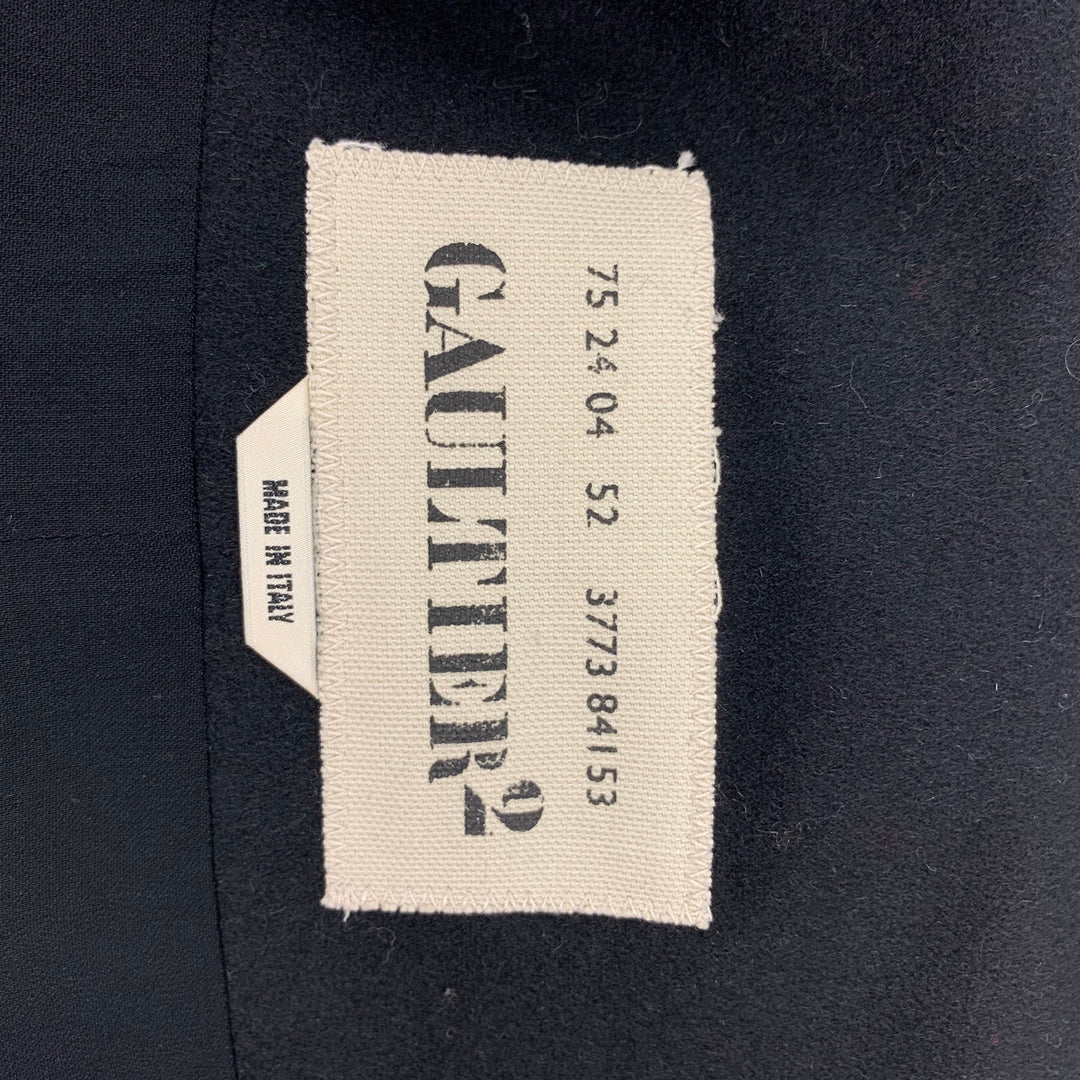 75 24 04 52 3773 84153
GAULTIER²
MADE IN ITALY